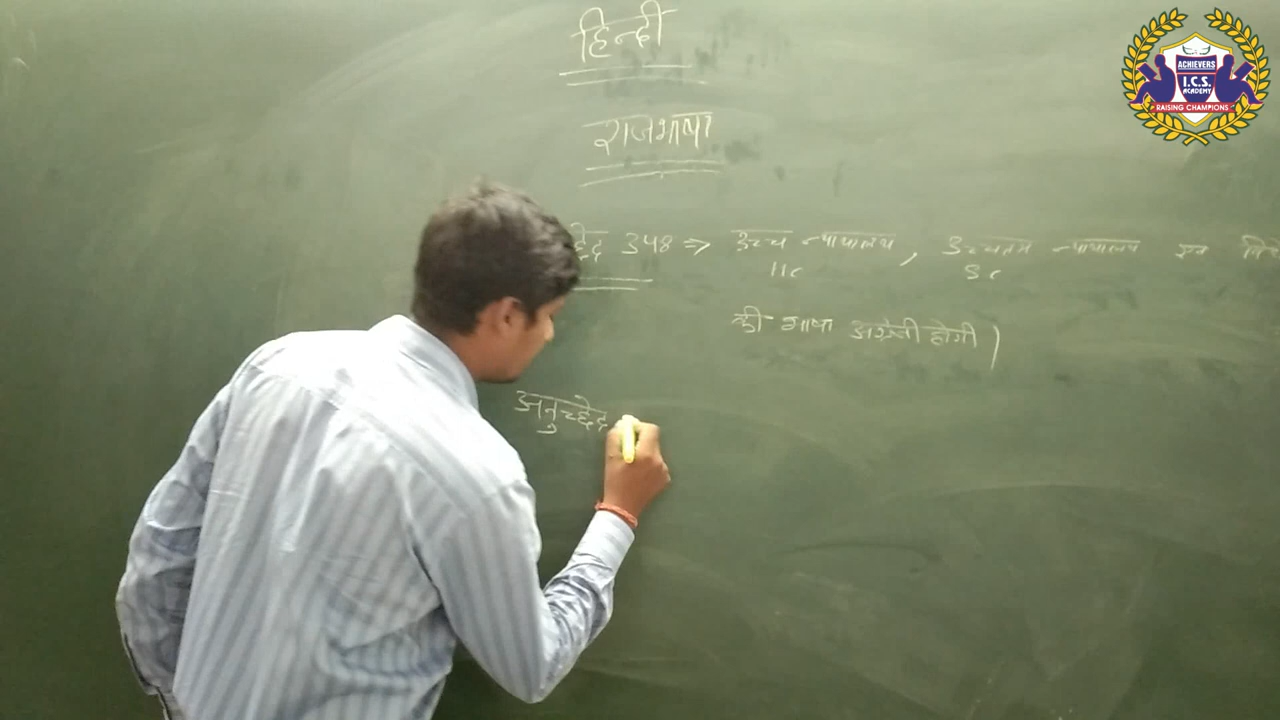 हिन्दी
राजभाषा
348 ⇒ उच्च न्यायालय, उच्चतम न्यायालय एवं
HC SC
की भाषा अंग्रेजी होगी।
अनुच्छेद
ACHIEVERS
I.C.S.
ACADEMY
RAISING CHAMPIONS